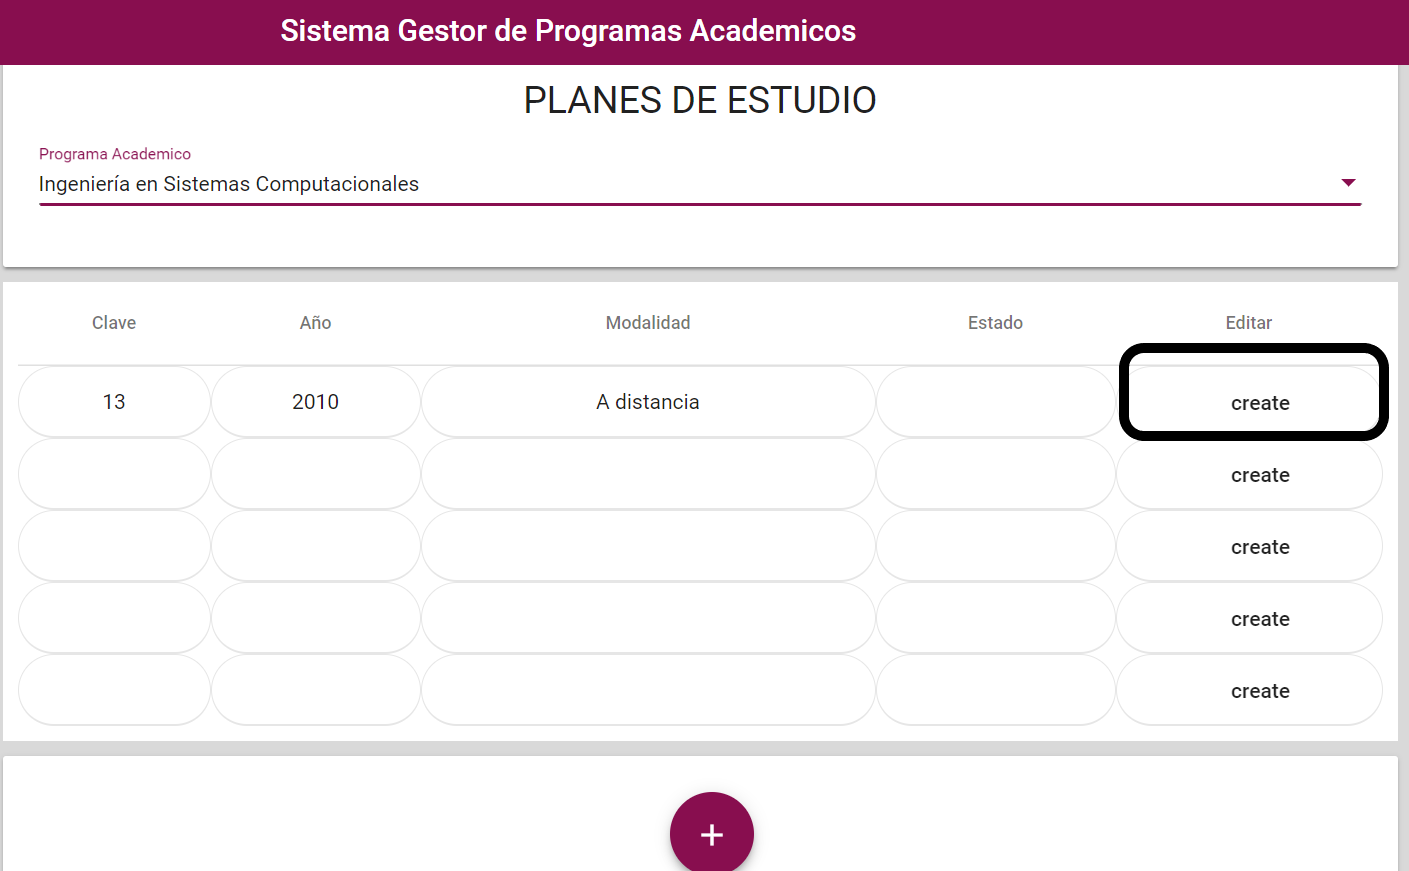 Sistema Gestor de Programas Academicos
PLANES DE ESTUDIO
Programa Academico
Ingeniería en Sistemas Computacionales
Clave Año Modalidad Estado Editar
13 2010 A distancia create
create
create
create
create
+